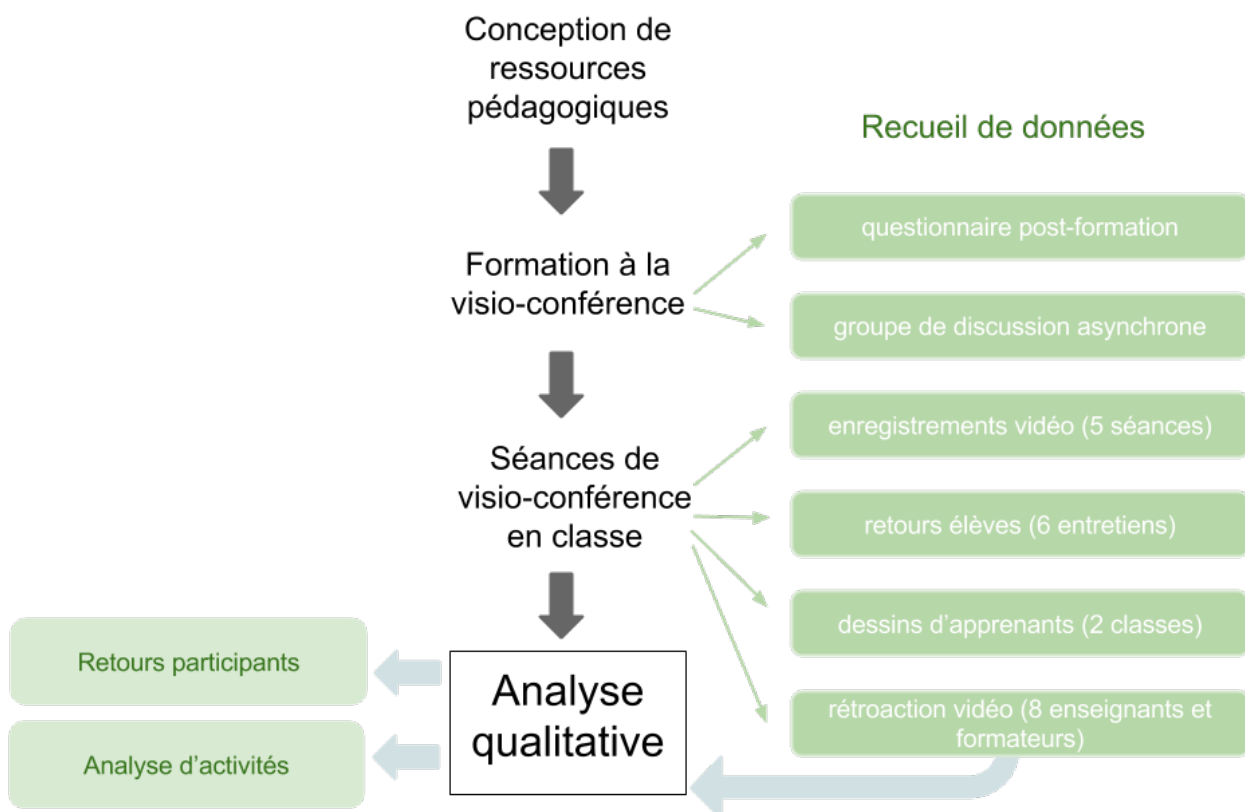 Conception de
ressources
pédagogiques
Recueil de données
questionnaire post-formation
Formation à la
visio-conférence
groupe de discussion asynchrone
enregistrements vidéo (5 séances)
Séances de
visio-conférence
en classe
retours élèves (6 entretiens)
dessins d'apprenants (2 classes)
rétroaction vidéo (8 enseignants et
formateurs)
Retours participants
Analyse
qualitative
Analyse d'activités